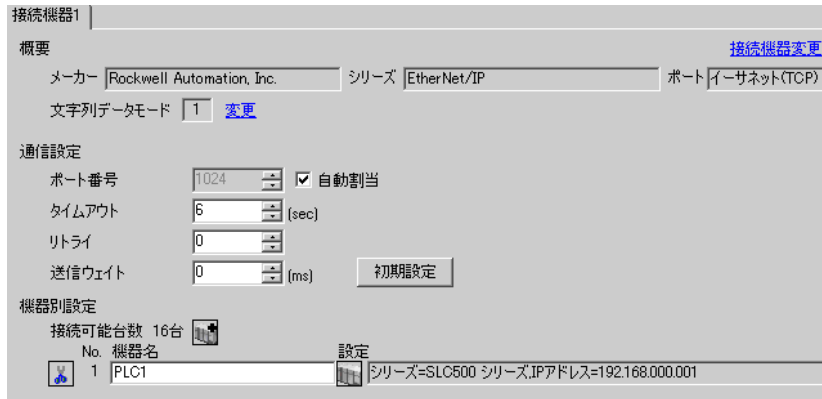 接続機器1
概要 接続機器変更
メーカー Rockwell Automation, Inc. シリーズ EtherNet/IP ポート イーサネット(TCP)
文字列データモード 1 変更
通信設定
ポート番号 1024 自動割当
タイムアウト 6 (sec)
リトライ 0
送信ウェイト 0 (ms) 初期設定
機器別設定
接続可能台数 16台
No. 機器名 設定
1 PLC1 シリーズ=SLC500 シリーズ,IPアドレス=192.168.000.001